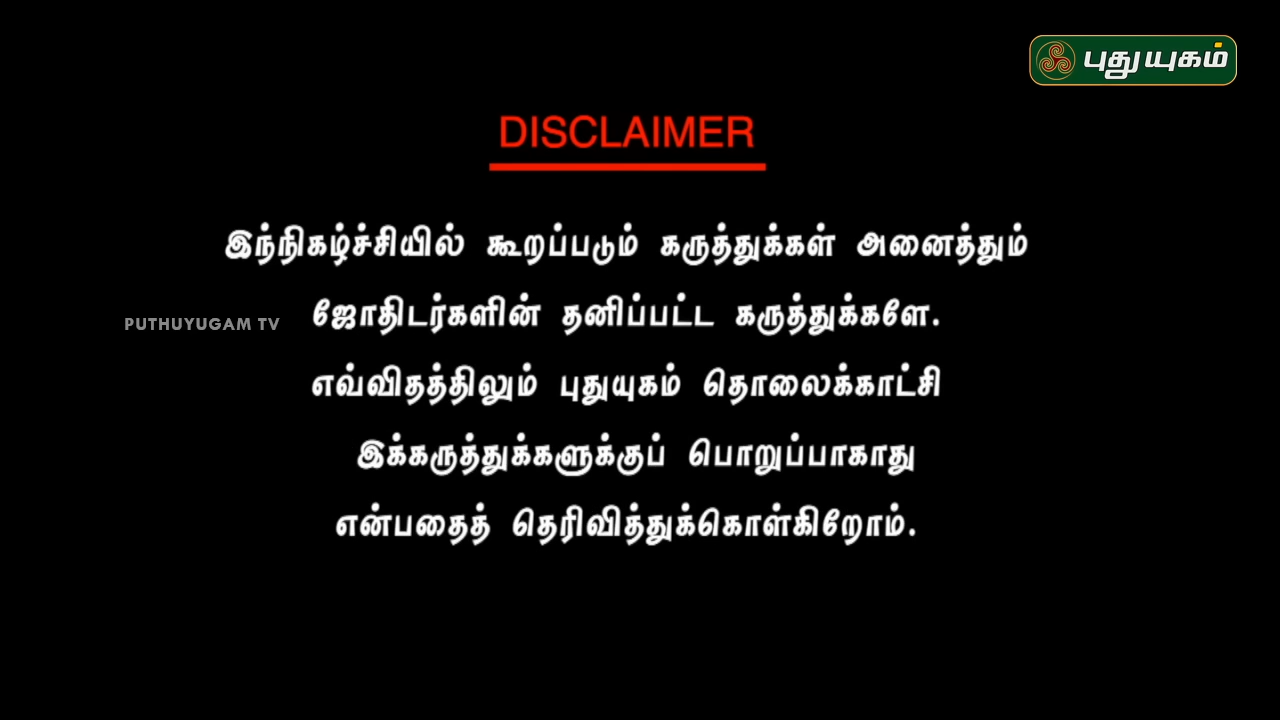 புதுயுகம்
DISCLAIMER
இந்நிகழ்ச்சியில் கூறப்படும் கருத்துக்கள் அனைத்தும்
ஜோதிடர்களின் தனிப்பட்ட கருத்துக்களே.
PUTHUYUGAM TV
எவ்விதத்திலும் புதுயுகம் தொலைக்காட்சி
இக்கருத்துக்களுக்குப் பொறுப்பாகாது
என்பதைத் தெரிவித்துக்கொள்கிறோம்.